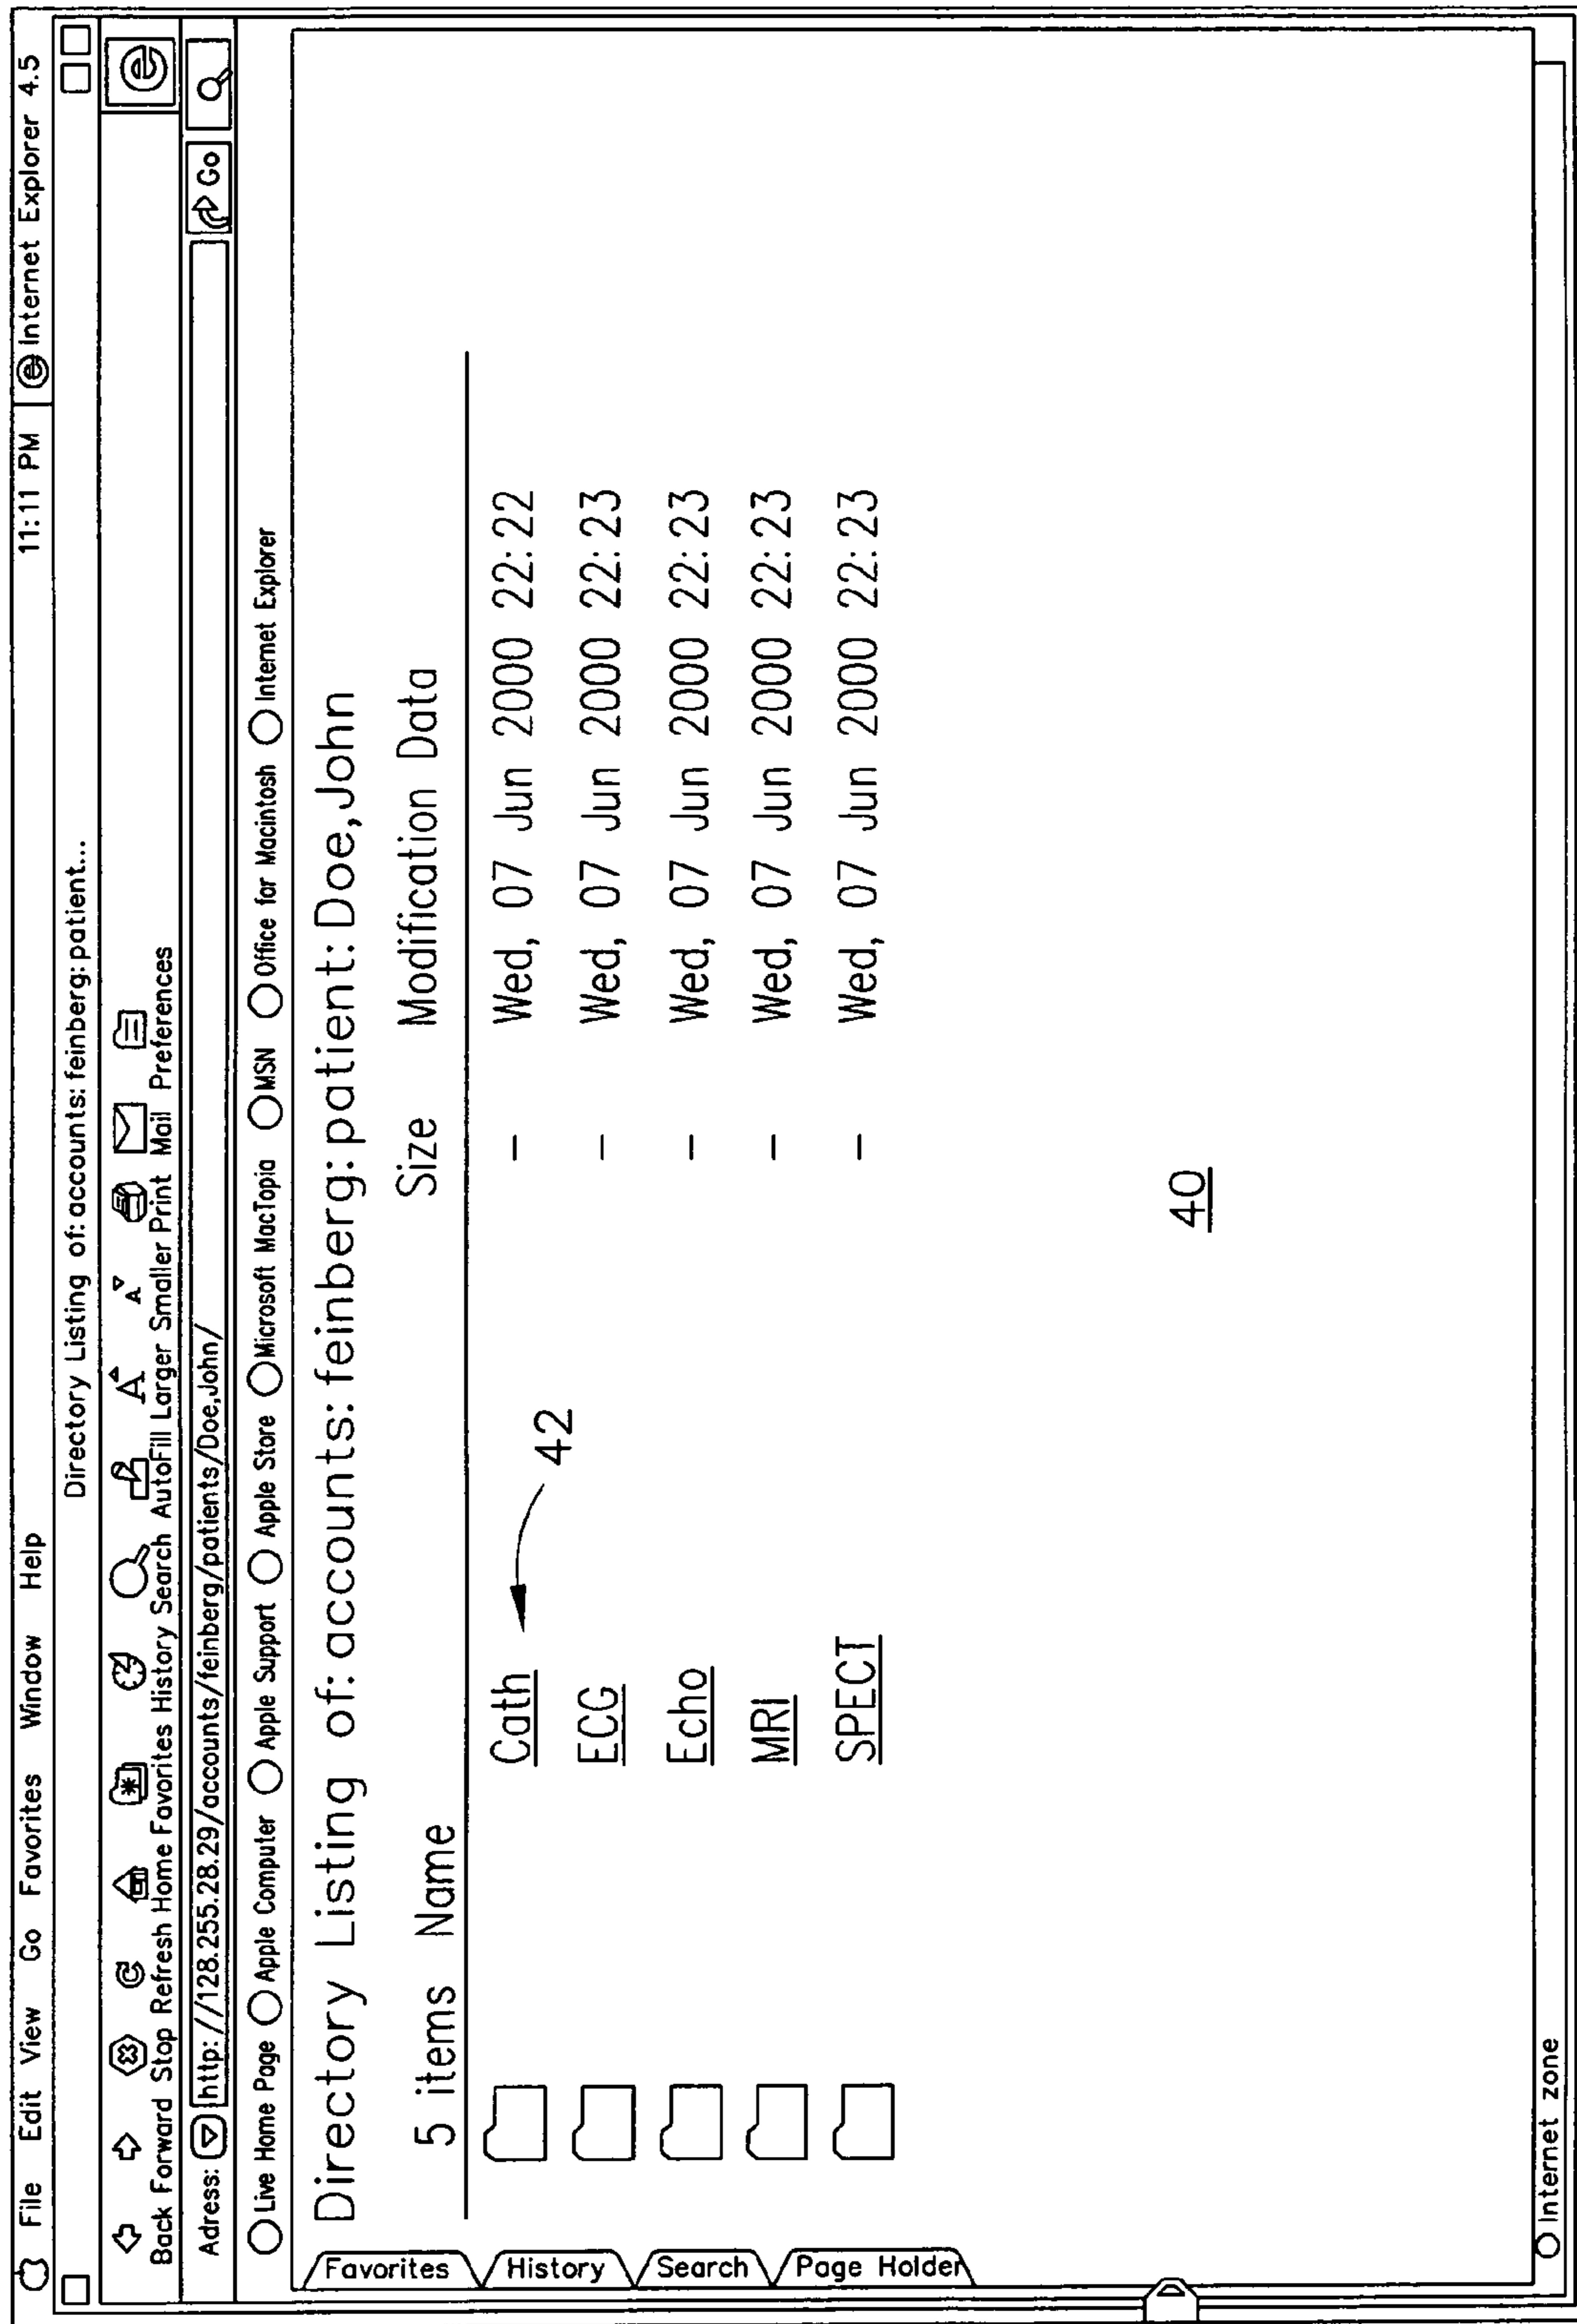 File Edit View Go Favorites Window Help 11:11 PM Internet Explorer 4.5
Directory Listing of: accounts: feinberg: patient...
Back Forward Stop Refresh Home Favorites History Search AutoFill Larger Smaller Print Mail Preferences
Adress: http://128.255.28.29/accounts/feinberg/patients/Doe,John/ Go
Live Home Page Apple Computer Apple Support Apple Store Microsoft MacTopia MSN Office for Macintosh Internet Explorer
Favorites
History
Search
Page Holder
Directory Listing of: accounts: feinberg: patient: Doe,John
5 items Name Size Modification Data
Cath - Wed, 07 Jun 2000 22:22
42
ECG - Wed, 07 Jun 2000 22:23
Echo - Wed, 07 Jun 2000 22:23
MRI - Wed, 07 Jun 2000 22:23
SPECT - Wed, 07 Jun 2000 22:23
40
Internet zone